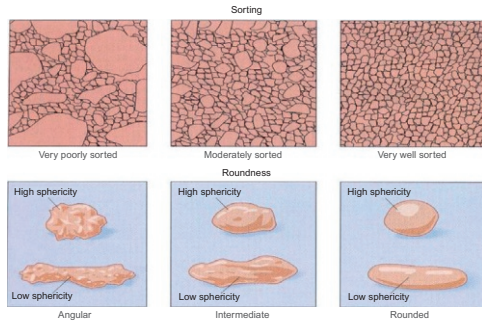 Sorting
Very poorly sorted
Moderately sorted
Very well sorted
Roundness
High sphericity
High sphericity
High sphericity
Low sphericity
Low sphericity
Low sphericity
Angular
Intermediate
Rounded